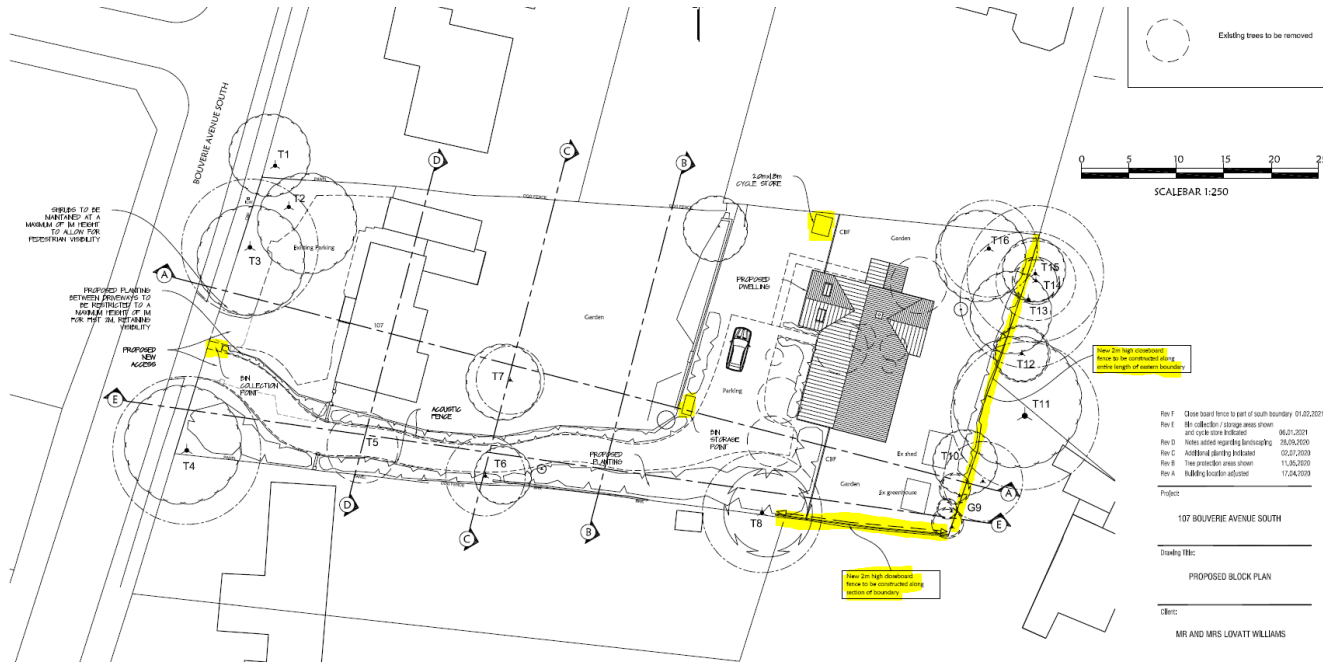 Existing trees to be removed
0 5 10 15 20 25
SCALEBAR 1:250
BOUVERIE AVENUE SOUTH
T1
T2
T3
Existing Parking
SHRUBS TO BE
MAINTAINED AT A
MAXIMUM OF 1M HEIGHT
TO ALLOW FOR
PEDESTRIAN VISIBILITY
A
PROPOSED PLANTING
BETWEEN DRIVEWAYS TO
BE RESTRICTED TO A
MAXIMUM HEIGHT OF 1M
FOR FIRST 2M, RETAINING
VISIBILITY
PROPOSED
NEW
ACCESS
BIN
COLLECTION
POINT
E
T4
107
D
C
B
Garden
T7
ACOUSTIC
FENCE
T5
T6
PROPOSED
PLANTING
D
C
B
2.0mx1.8m
CYCLE STORE
CBF
Garden
PROPOSED
DWELLING
Parking
BIN
STORAGE
POINT
CBF
Ex shed
Garden
Ex greenhouse
T8
T16
T15
T14
T13
T12
T11
T10
G9
A
E
New 2m high closeboard
fence to be constructed along
entire length of eastern boundary
New 2m high closeboard
fence to be constructed along
section of boundary
Rev F Close board fence to part of south boundary 01.02.2021
Rev E Bin collection / storage areas shown
and cycle store indicated 06.01.2021
Rev D Notes added regarding landscaping 28.09.2020
Rev C Additional planting indicated 02.07.2020
Rev B Tree protection areas shown 11.05.2020
Rev A Building location adjusted 17.04.2020
Project:
107 BOUVERIE AVENUE SOUTH
Drawing Title:
PROPOSED BLOCK PLAN
Client:
MR AND MRS LOVATT WILLIAMS